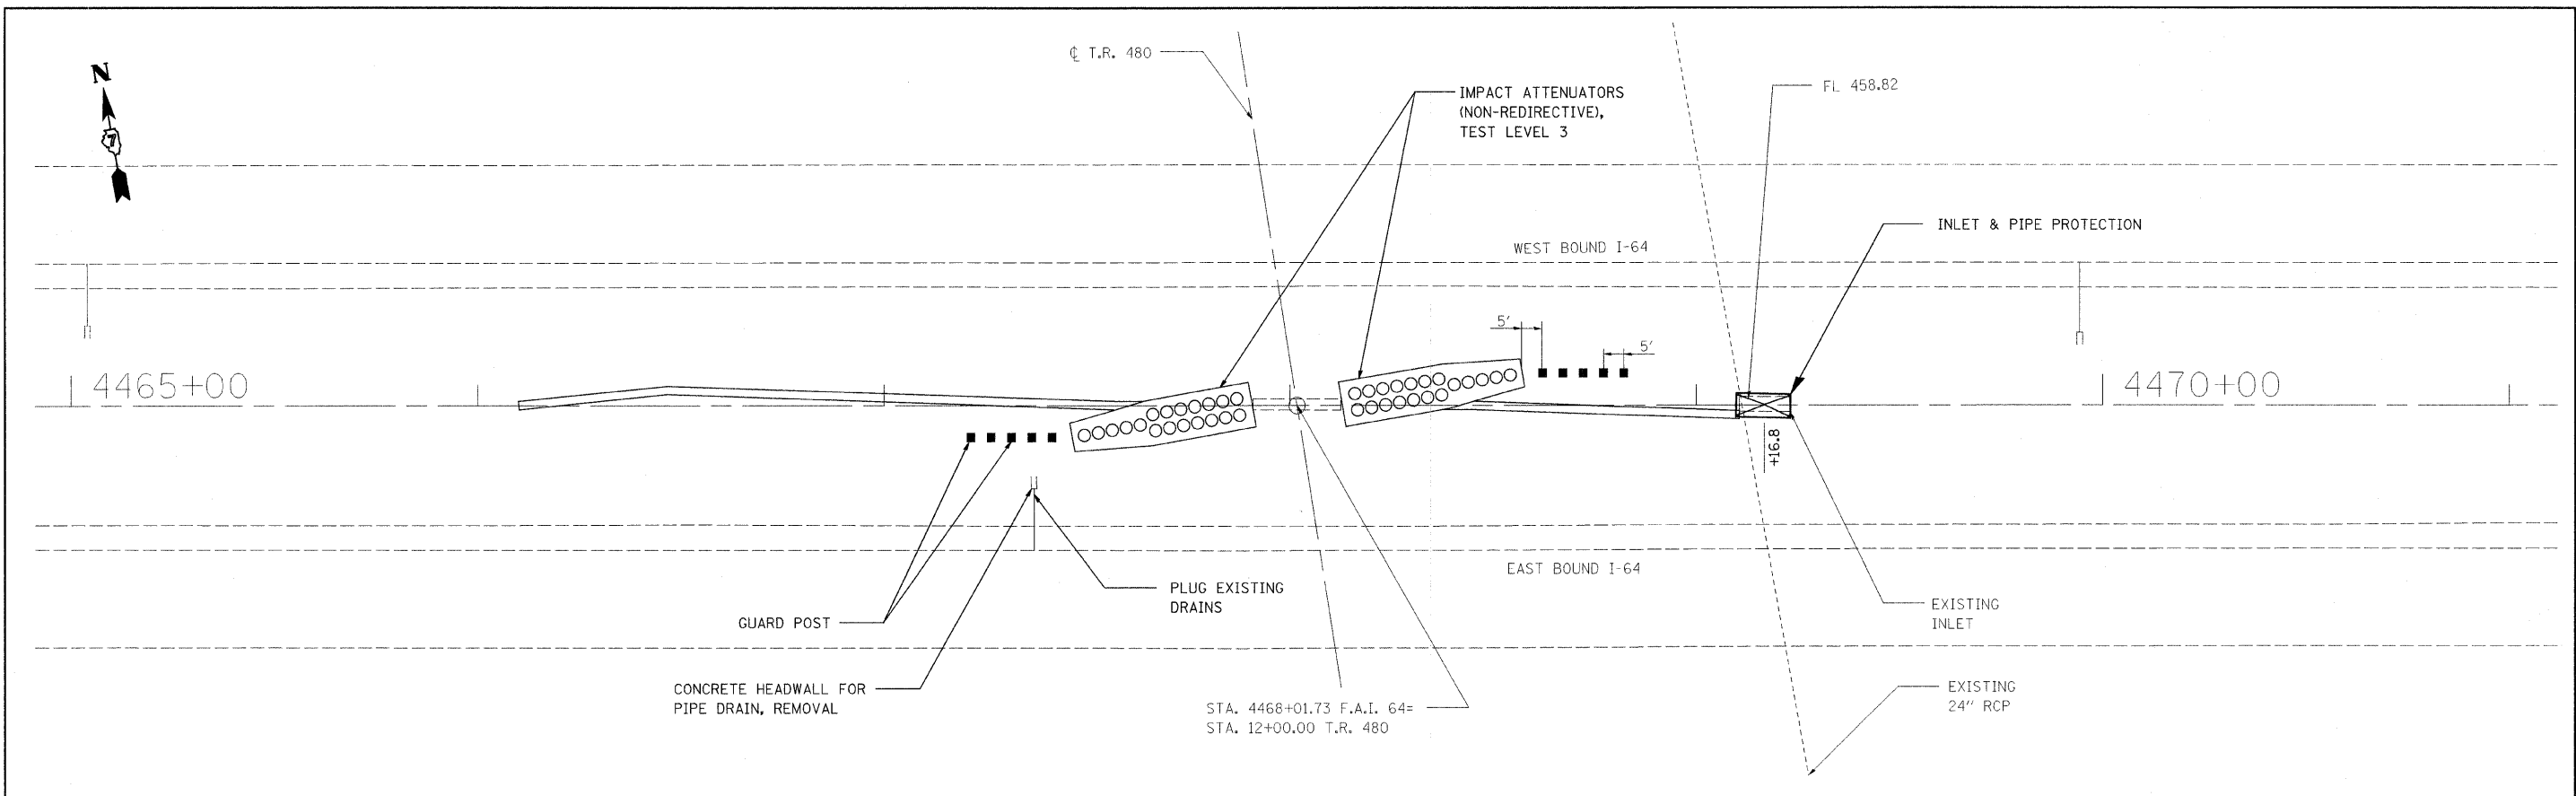 N
7
℄ T.R. 480
IMPACT ATTENUATORS
(NON-REDIRECTIVE),
TEST LEVEL 3
FL 458.82
INLET & PIPE PROTECTION
WEST BOUND I-64
5'
5'
4465+00
4470+00
+16.8
EAST BOUND I-64
PLUG EXISTING
DRAINS
GUARD POST
EXISTING
INLET
CONCRETE HEADWALL FOR
PIPE DRAIN, REMOVAL
STA. 4468+01.73 F.A.I. 64=
STA. 12+00.00 T.R. 480
EXISTING
24" RCP